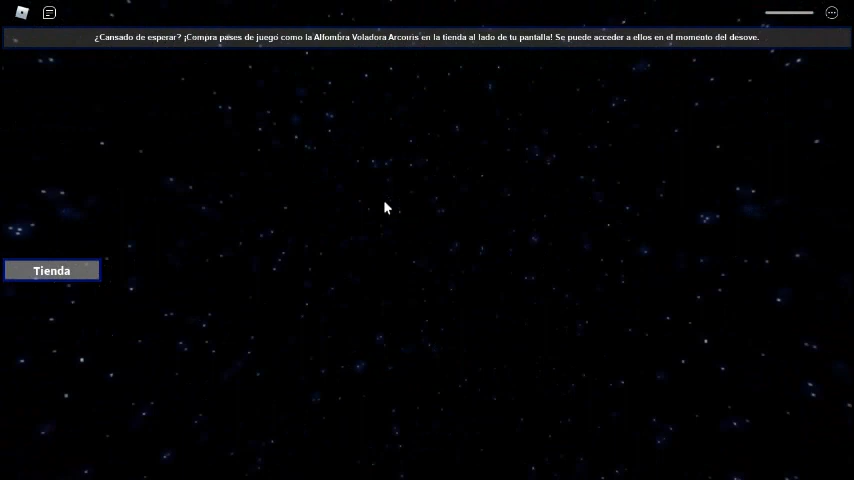 ¿Cansado de esperar? ¡Compra pases de juego como la Alfombra Voladora Arcoiris en la tienda al lado de tu pantalla! Se puede acceder a ellos en el momento del desove.
Tienda